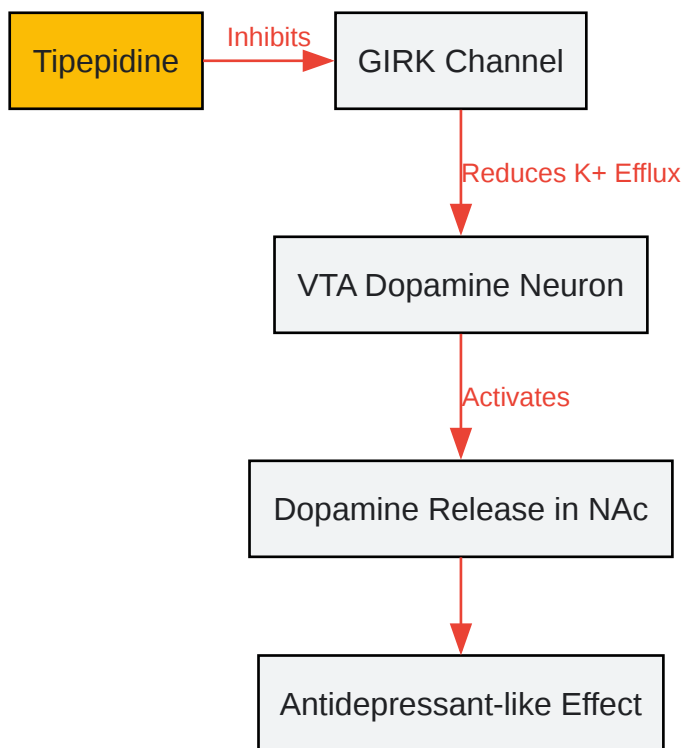 Tipepidine
Inhibits
GIRK Channel
Reduces K+ Efflux
VTA Dopamine Neuron
Activates
Dopamine Release in NAc
Antidepressant-like Effect